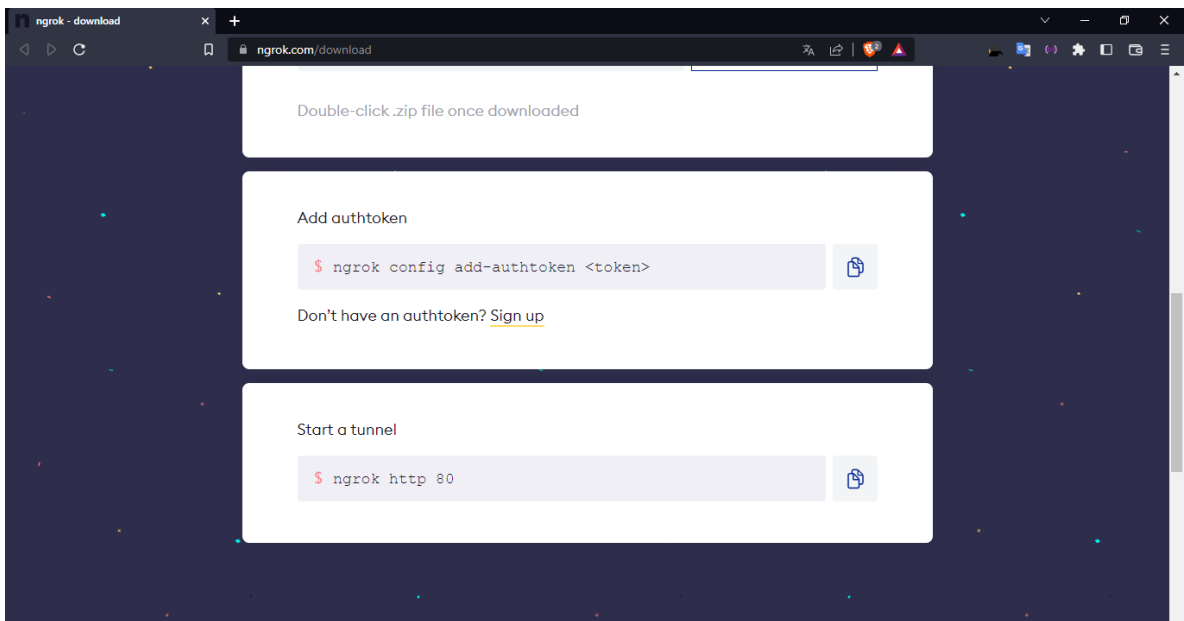 ngrok - download
ngrok.com/download
2
Double-click .zip file once downloaded
Add authtoken
$ ngrok config add-authtoken <token>
Don't have an authtoken? Sign up
Start a tunnel
$ ngrok http 80